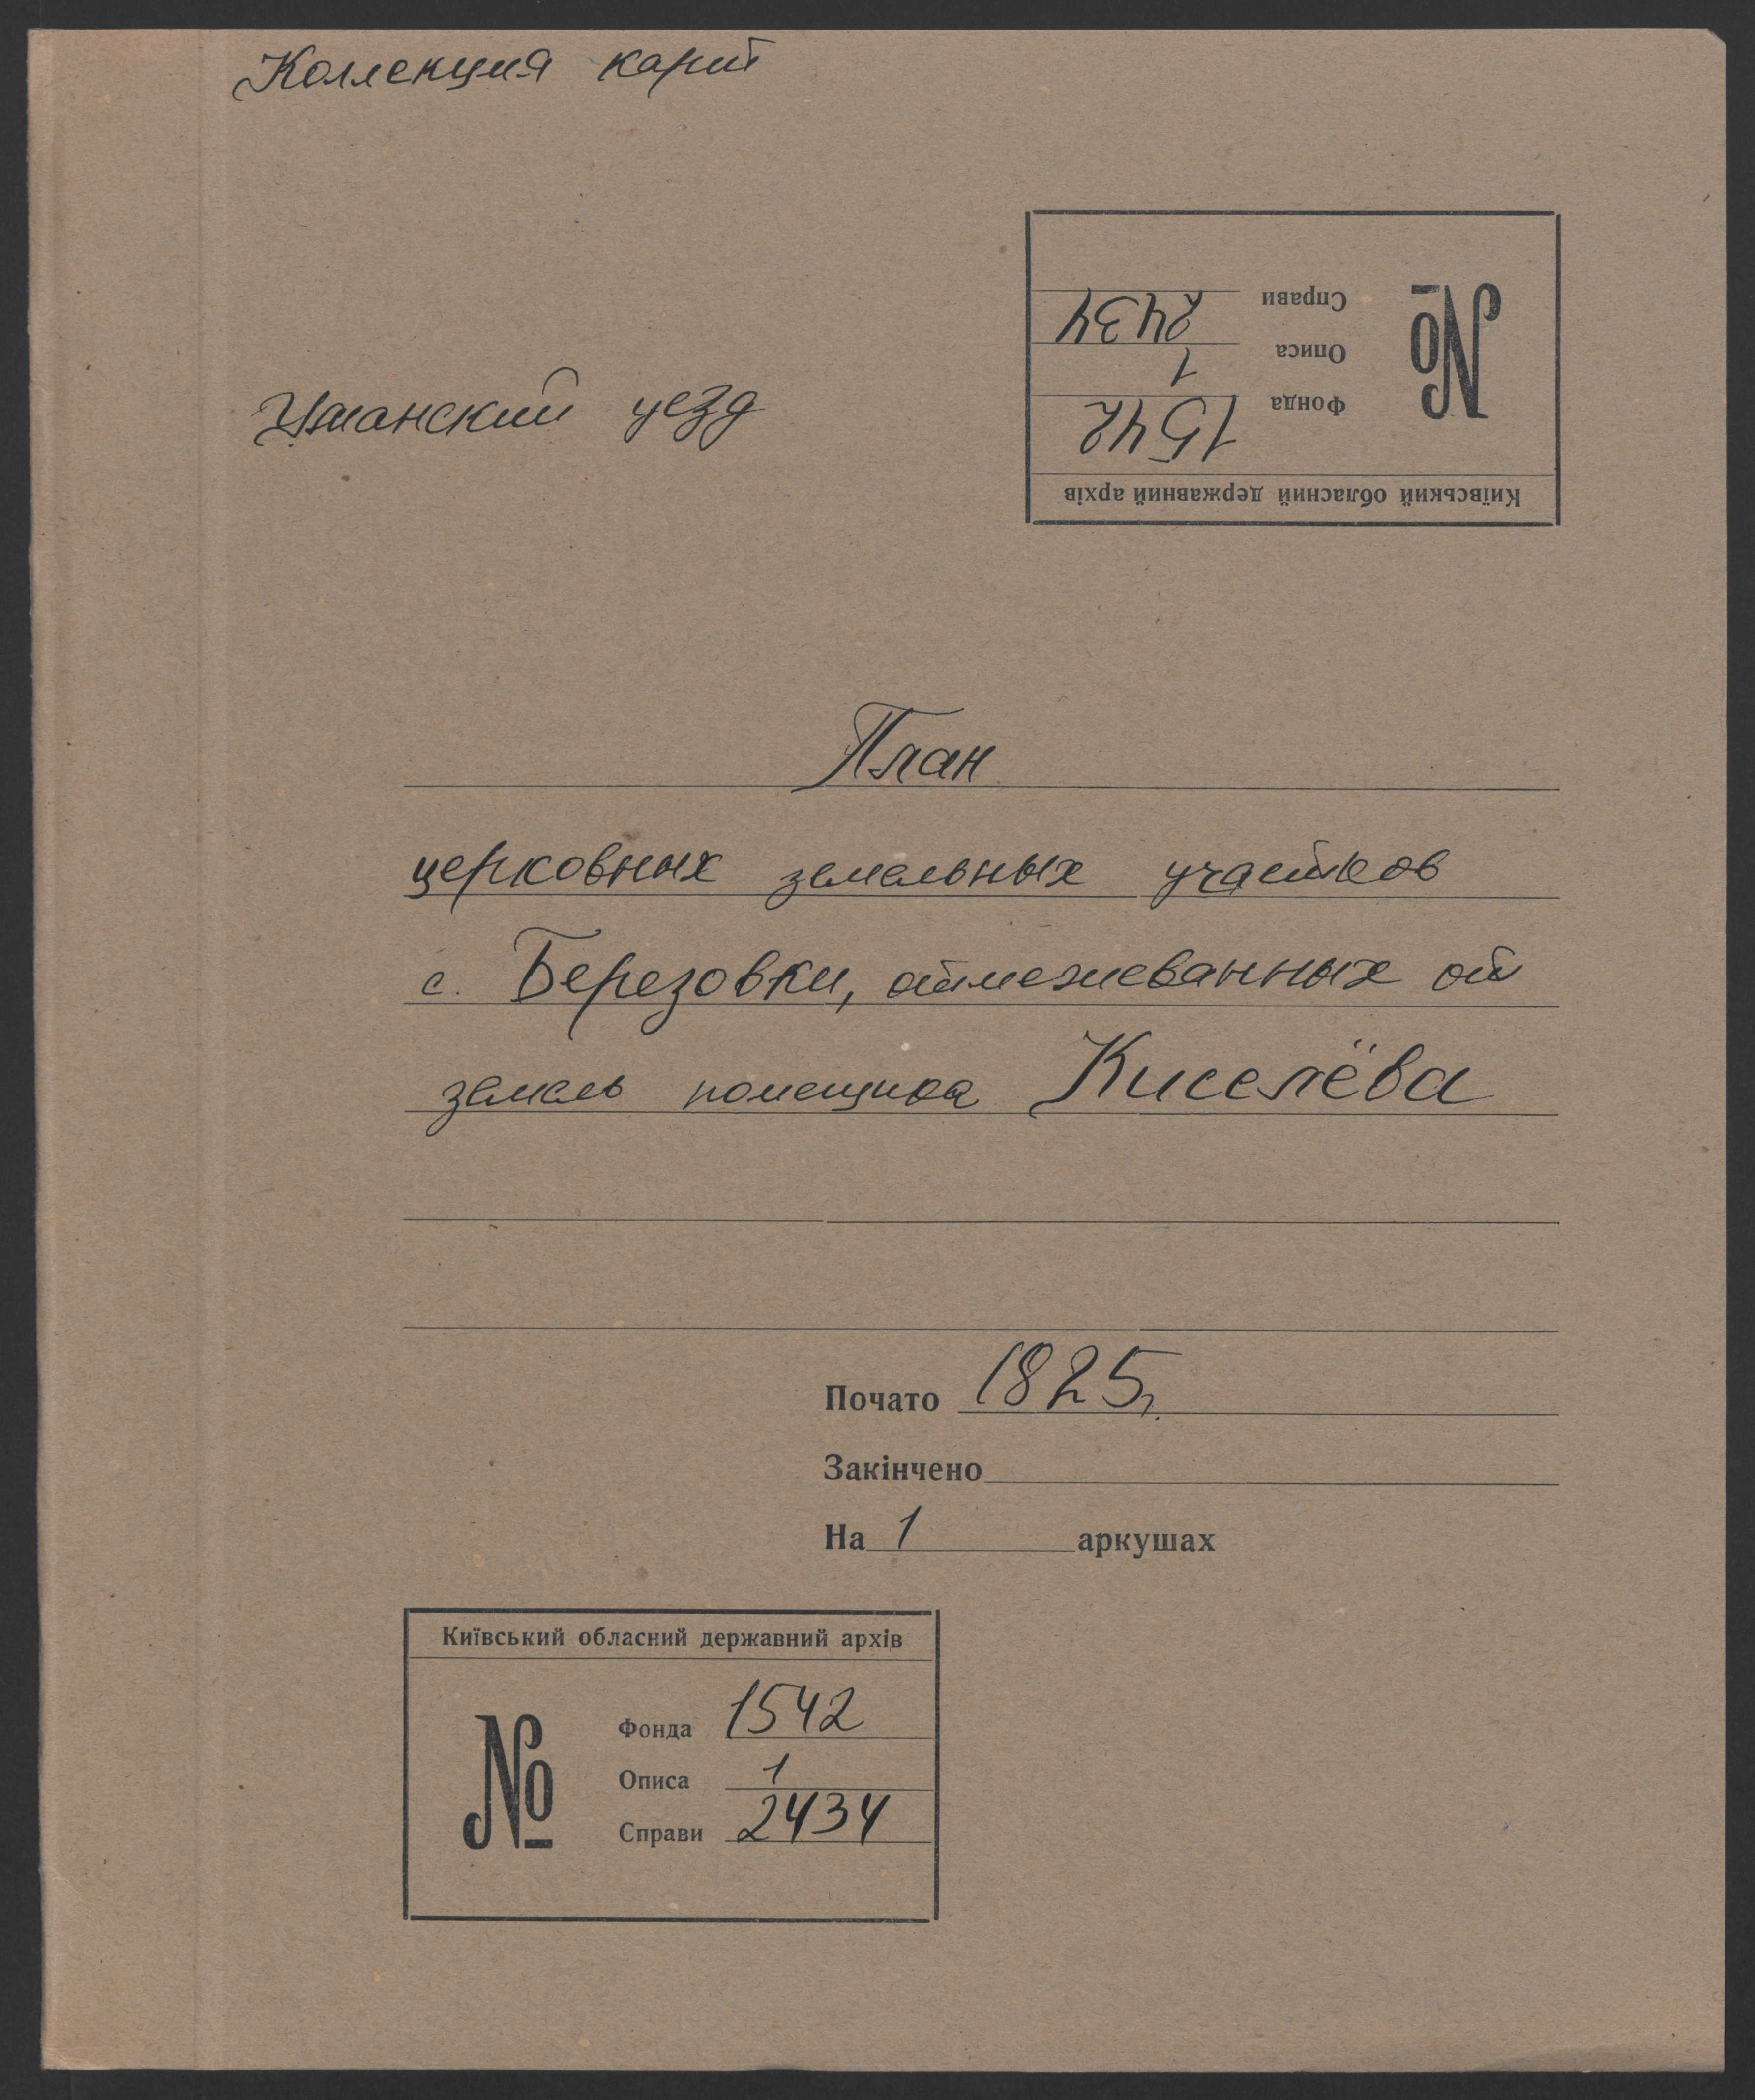 Коллекция карт
Справи 2434
Описа 1
Фонда 1542
№
Київський обласний державний архів
Уманский уезд
План
церковных земельных участков
с. Березовки, отмежеванных от
земель помещика Киселёва
Почато 1825г.
Закінчено
На 1 аркушах
Київський обласний державний архів
№
Фонда 1542
Описа 1
Справи 2434